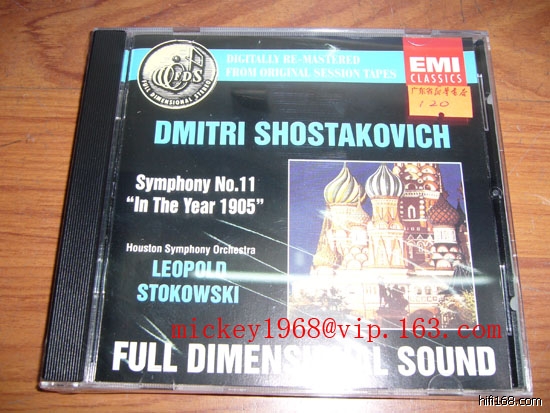 FDS
FULL DIMENSIONAL STEREO
DIGITALLY RE-MASTERED
FROM ORIGINAL SESSION TAPES
EMI
CLASSICS
120
DMITRI SHOSTAKOVICH
Symphony No.11
"In The Year 1905"
Houston Symphony Orchestra
LEOPOLD
STOKOWSKI
mickey1968@vip.163.com
FULL DIMENSIONAL SOUND
hifi168.com